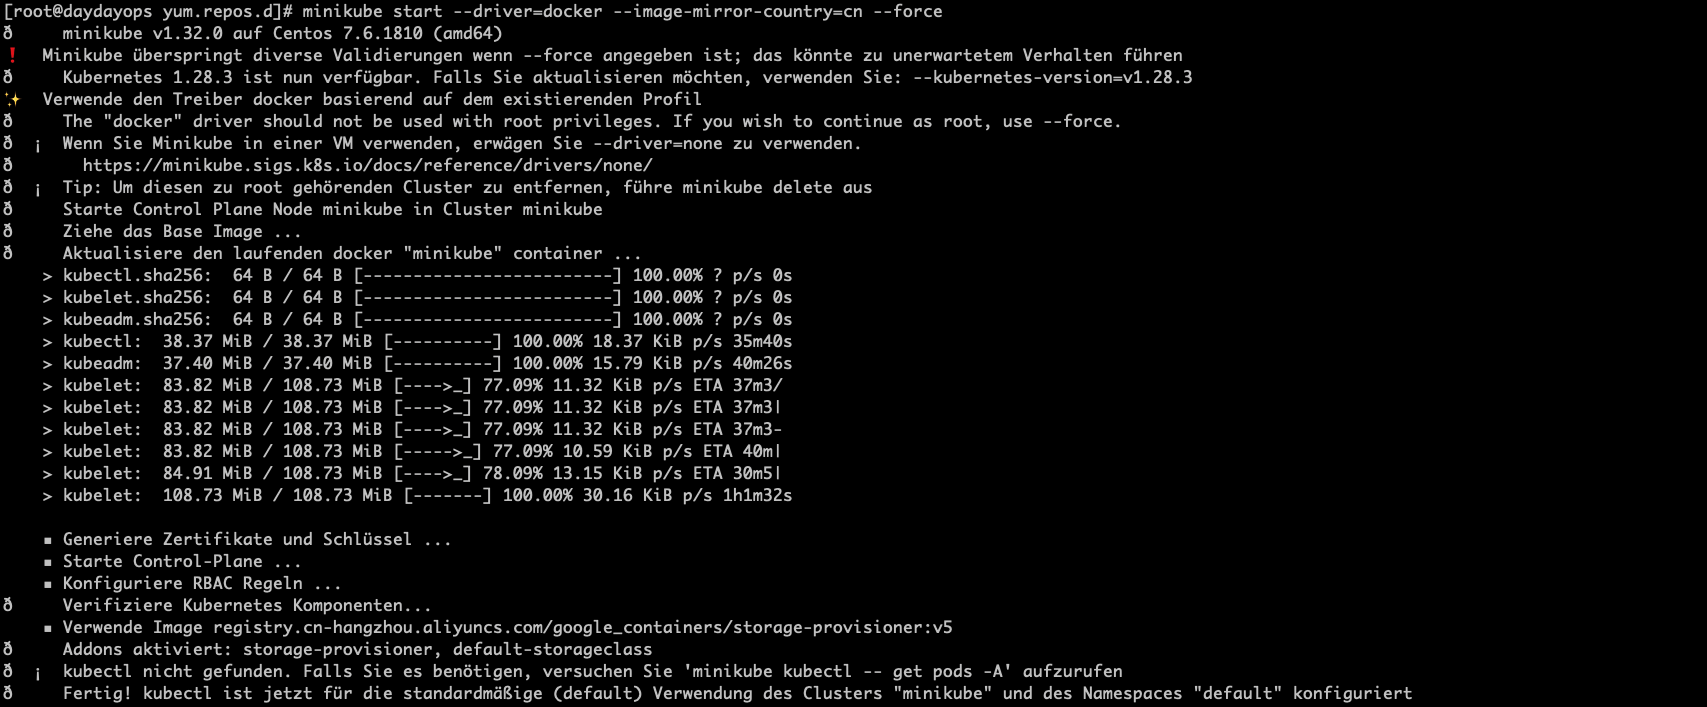 [root@daydayops yum.repos.d]# minikube start --driver=docker --image-mirror-country=cn --force
ð minikube v1.32.0 auf Centos 7.6.1810 (amd64)
❗ Minikube überspringt diverse Validierungen wenn --force angegeben ist; das könnte zu unerwartetem Verhalten führen
ð Kubernetes 1.28.3 ist nun verfügbar. Falls Sie aktualisieren möchten, verwenden Sie: --kubernetes-version=v1.28.3
✨ Verwende den Treiber docker basierend auf dem existierenden Profil
ð The "docker" driver should not be used with root privileges. If you wish to continue as root, use --force.
ð ¡ Wenn Sie Minikube in einer VM verwenden, erwägen Sie --driver=none zu verwenden.
ð https://minikube.sigs.k8s.io/docs/reference/drivers/none/
ð ¡ Tip: Um diesen zu root gehörenden Cluster zu entfernen, führe minikube delete aus
ð Starte Control Plane Node minikube in Cluster minikube
ð Ziehe das Base Image ...
ð Aktualisiere den laufenden docker "minikube" container ...
> kubectl.sha256: 64 B / 64 B [-------------------------] 100.00% ? p/s 0s
> kubelet.sha256: 64 B / 64 B [-------------------------] 100.00% ? p/s 0s
> kubeadm.sha256: 64 B / 64 B [-------------------------] 100.00% ? p/s 0s
> kubectl: 38.37 MiB / 38.37 MiB [----------] 100.00% 18.37 KiB p/s 35m40s
> kubeadm: 37.40 MiB / 37.40 MiB [----------] 100.00% 15.79 KiB p/s 40m26s
> kubelet: 83.82 MiB / 108.73 MiB [---->_] 77.09% 11.32 KiB p/s ETA 37m3/
> kubelet: 83.82 MiB / 108.73 MiB [---->_] 77.09% 11.32 KiB p/s ETA 37m3|
> kubelet: 83.82 MiB / 108.73 MiB [---->_] 77.09% 11.32 KiB p/s ETA 37m3-
> kubelet: 83.82 MiB / 108.73 MiB [----->_] 77.09% 10.59 KiB p/s ETA 40m|
> kubelet: 84.91 MiB / 108.73 MiB [---->_] 78.09% 13.15 KiB p/s ETA 30m5|
> kubelet: 108.73 MiB / 108.73 MiB [-------] 100.00% 30.16 KiB p/s 1h1m32s
▪ Generiere Zertifikate und Schlüssel ...
▪ Starte Control-Plane ...
▪ Konfiguriere RBAC Regeln ...
ð Verifiziere Kubernetes Komponenten...
▪ Verwende Image registry.cn-hangzhou.aliyuncs.com/google_containers/storage-provisioner:v5
ð Addons aktiviert: storage-provisioner, default-storageclass
ð ¡ kubectl nicht gefunden. Falls Sie es benötigen, versuchen Sie 'minikube kubectl -- get pods -A' aufzurufen
ð Fertig! kubectl ist jetzt für die standardmäßige (default) Verwendung des Clusters "minikube" und des Namespaces "default" konfiguriert